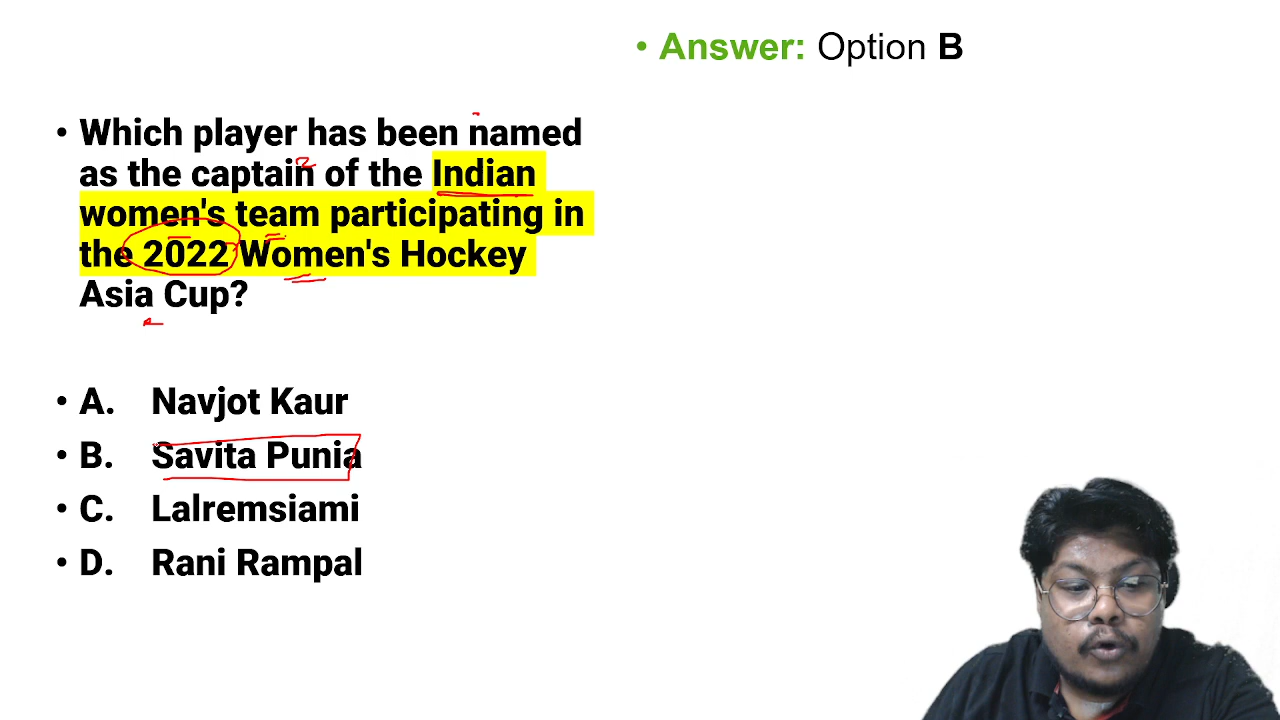 • Answer: Option B
• Which player has been named
as the captain of the Indian
women's team participating in
the 2022 Women's Hockey
Asia Cup?
• A. Navjot Kaur
• B. Savita Punia
• C. Lalremsiami
• D. Rani Rampal